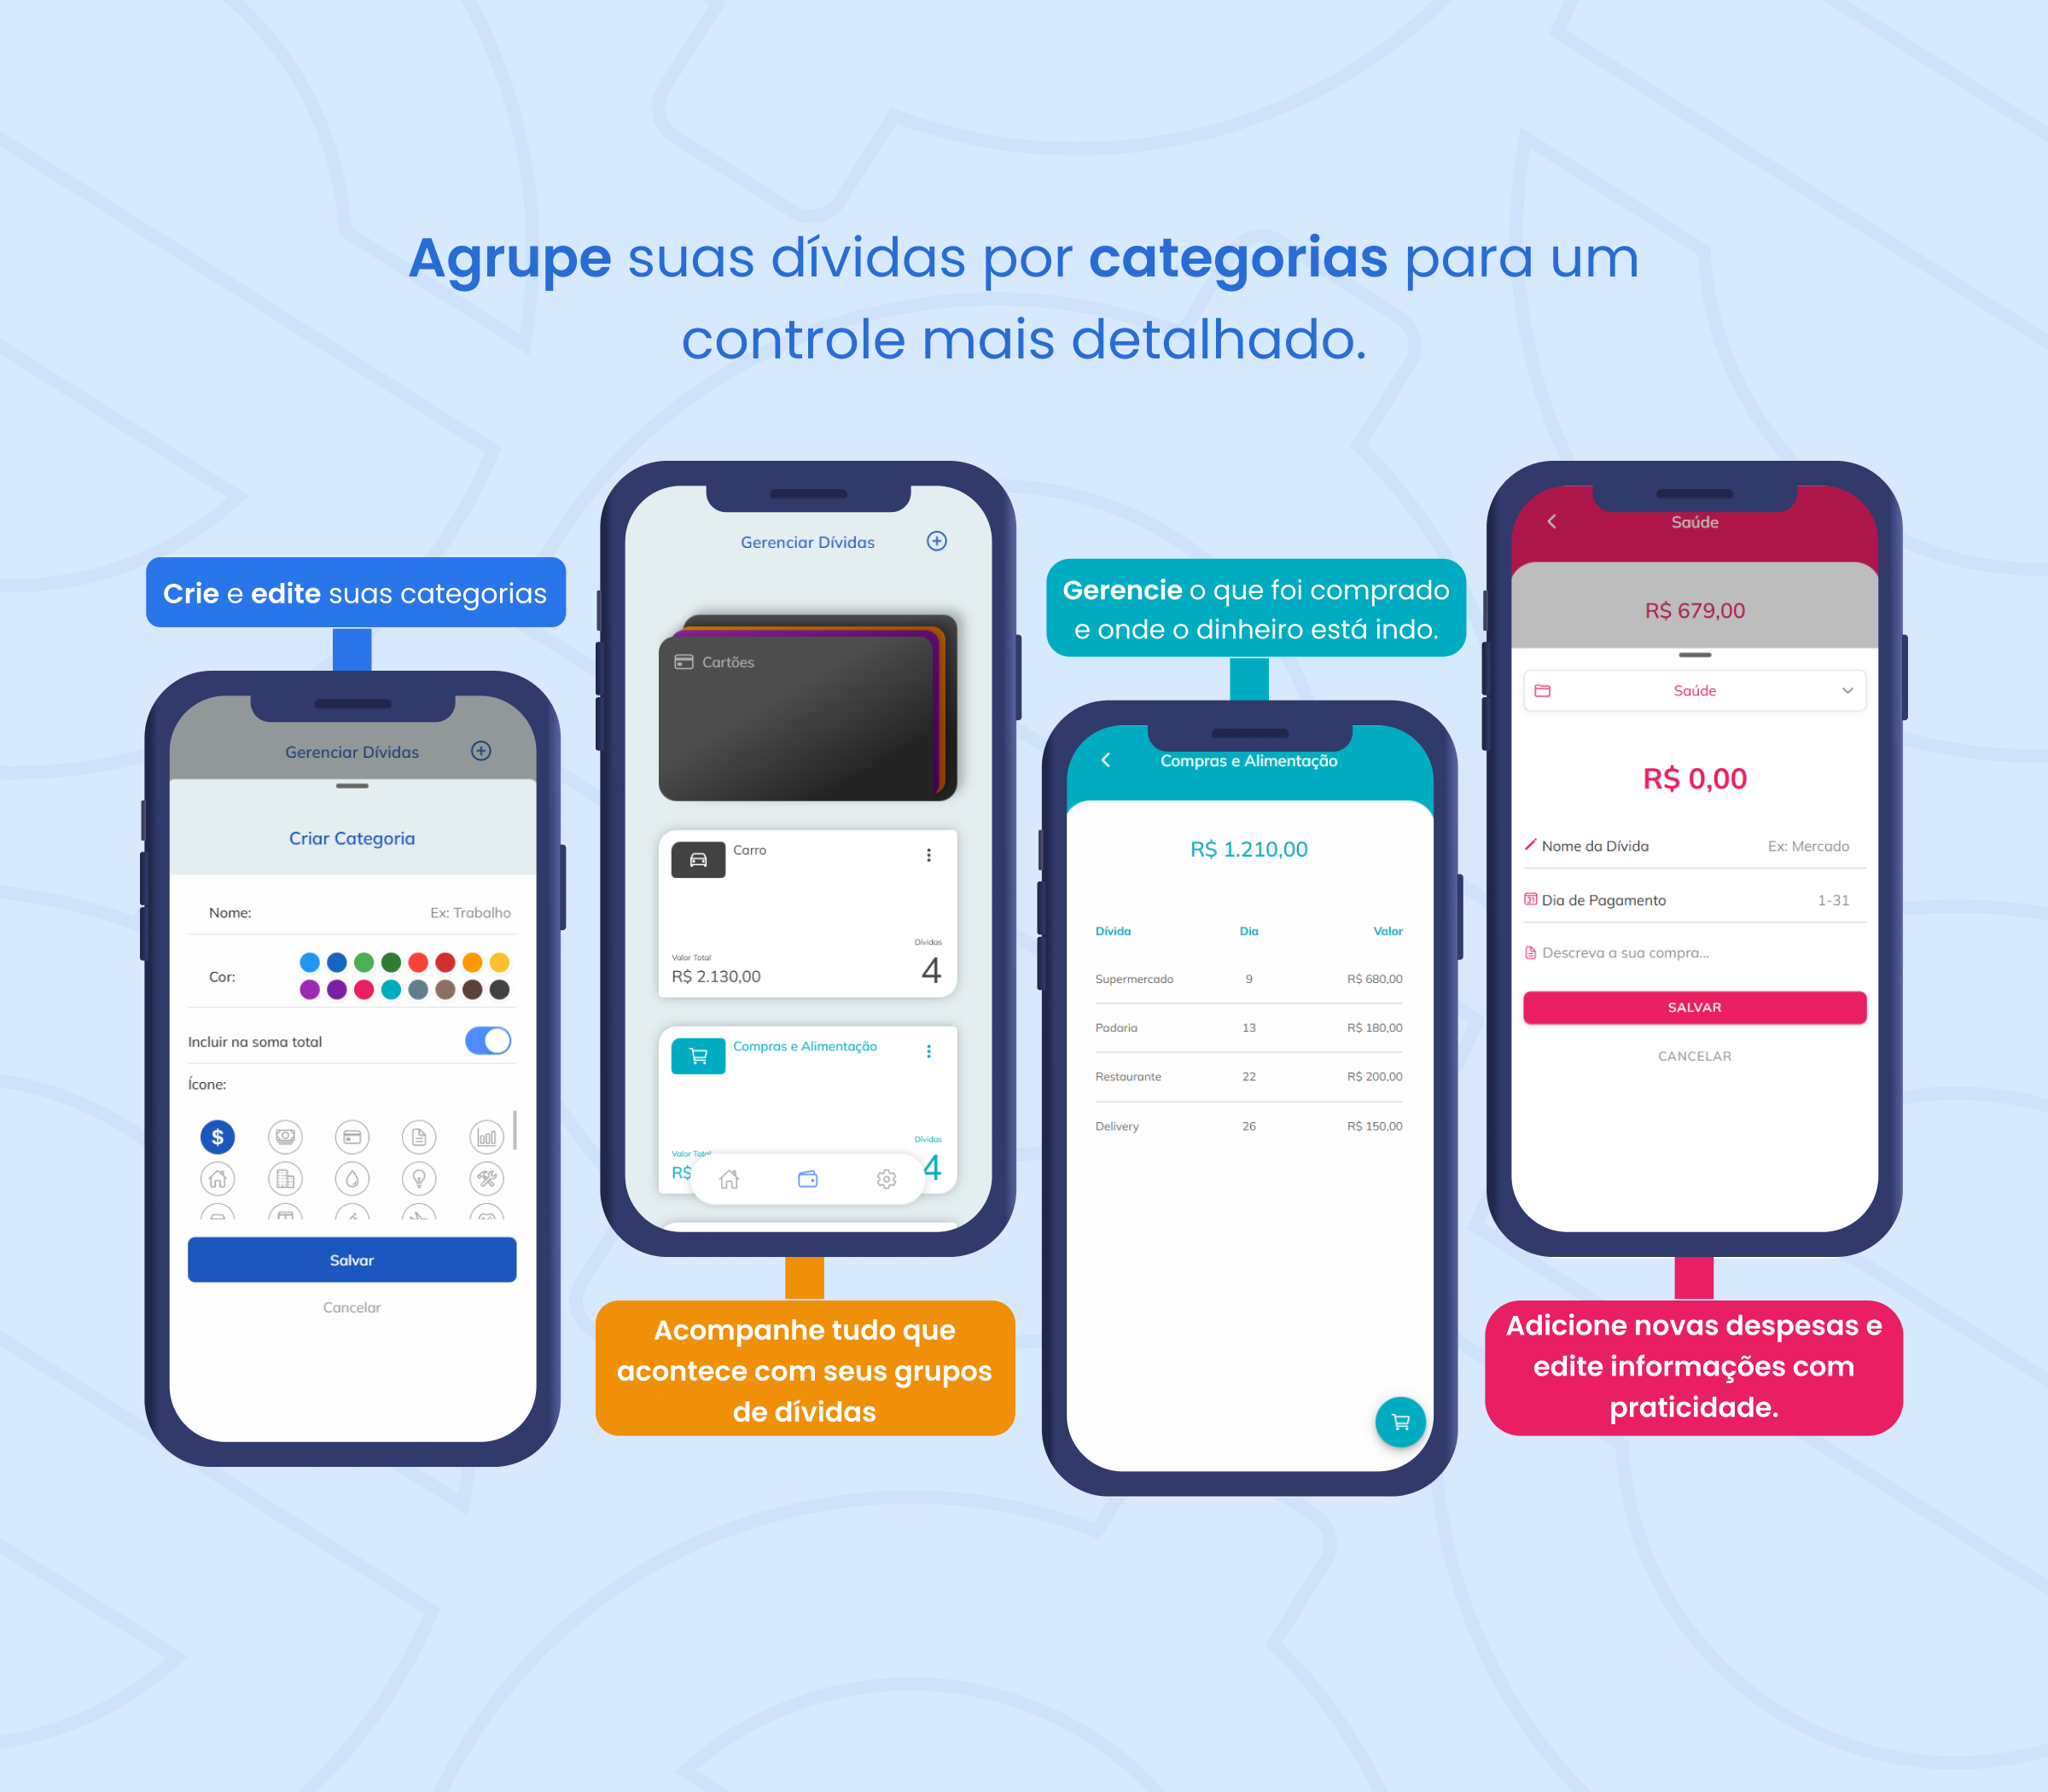 Agrupe suas dívidas por categorias para um
controle mais detalhado.
Crie e edite suas categorias
Gerenciar Dívidas
Criar Categoria
Nome: Ex: Trabalho
Cor:
Incluir na soma total
Ícone:
$
Salvar
Cancelar
Gerenciar Dívidas
Cartões
Carro
Dívidas
Valor Total
R$ 2.130,00 4
Compras e Alimentação
Dívidas
Valor Total
R$ 4
Acompanhe tudo que
acontece com seus grupos
de dívidas
Gerencie o que foi comprado
e onde o dinheiro está indo.
Compras e Alimentação
R$ 1.210,00
Dívida Dia Valor
Supermercado 9 R$ 680,00
Padaria 13 R$ 180,00
Restaurante 22 R$ 200,00
Delivery 26 R$ 150,00
Saúde
R$ 679,00
Saúde
R$ 0,00
Nome da Dívida Ex: Mercado
31 Dia de Pagamento 1-31
Descreva a sua compra...
SALVAR
CANCELAR
Adicione novas despesas e
edite informações com
praticidade.